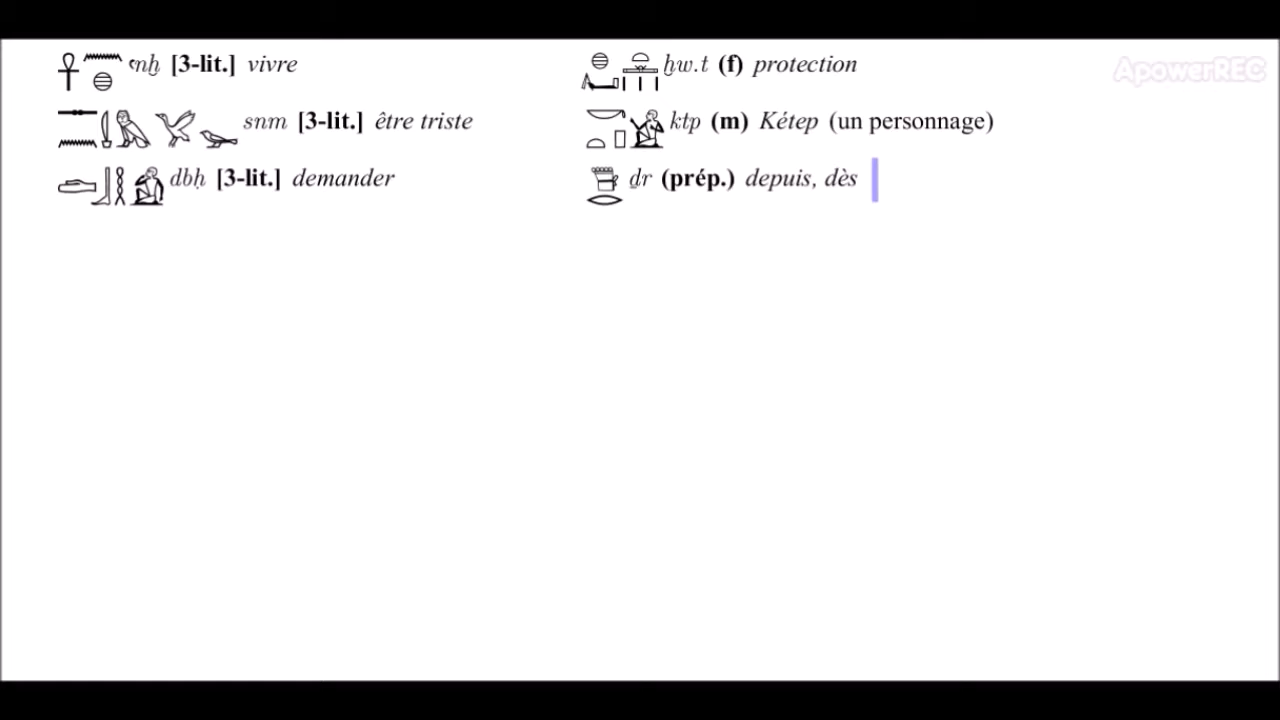 ꜥnḫ [3-lit.] vivre
snm [3-lit.] être triste
dbḥ [3-lit.] demander
ḫw.t (f) protection
ktp (m) Kétep (un personnage)
ḏr (prép.) depuis, dès
ApowerREC